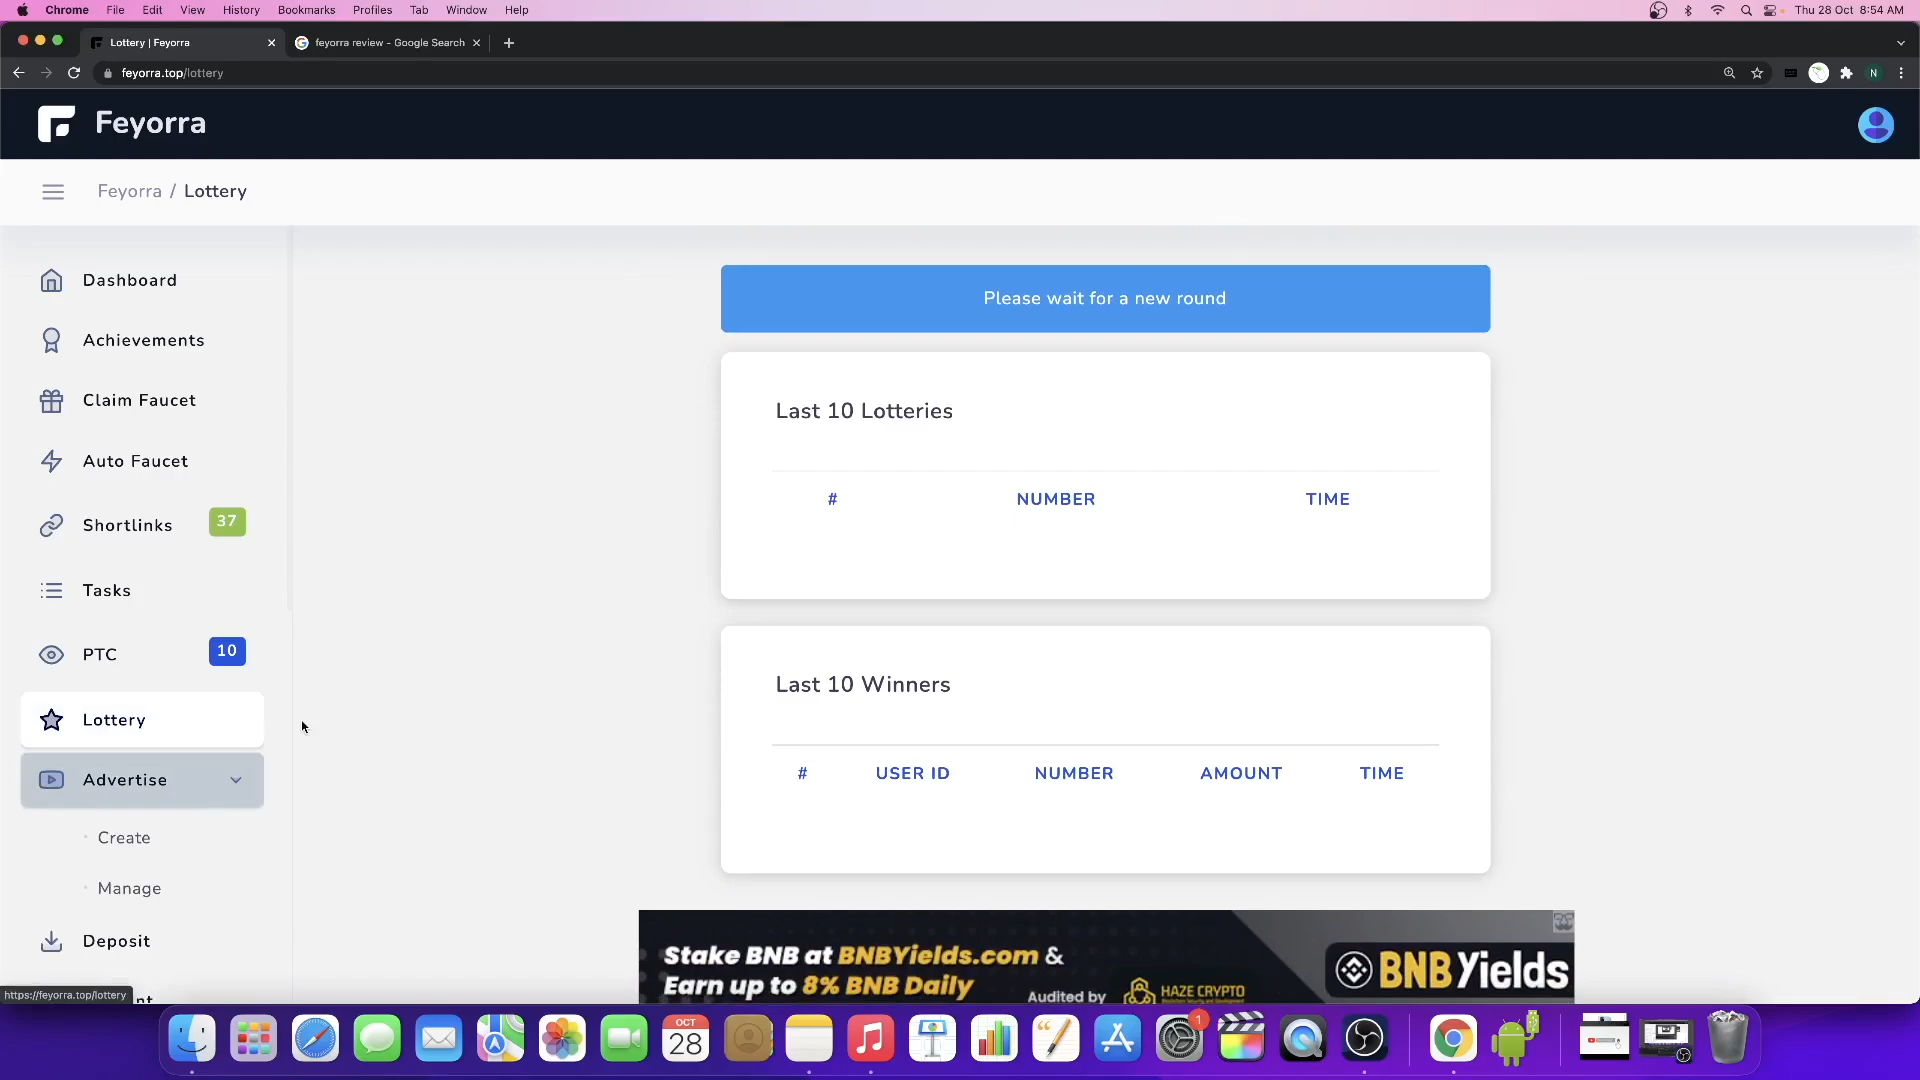 Chrome File Edit View History Bookmarks Profiles Tab Window Help Thu 28 Oct 8:54 AM
Lottery | Feyorra feyorra review - Google Search
feyorra.top/lottery N
Feyorra
Feyorra / Lottery
Dashboard
Achievements
Claim Faucet
Auto Faucet
Shortlinks 37
Tasks
PTC 10
Lottery
Advertise
Create
Manage
Deposit
Please wait for a new round
Last 10 Lotteries
# NUMBER TIME
Last 10 Winners
# USER ID NUMBER AMOUNT TIME
Stake BNB at BNBYields.com &
Earn up to 8% BNB Daily
Audited by HAZE CRYPTO
BNBYields
https://feyorra.top/lottery
OCT
28
1